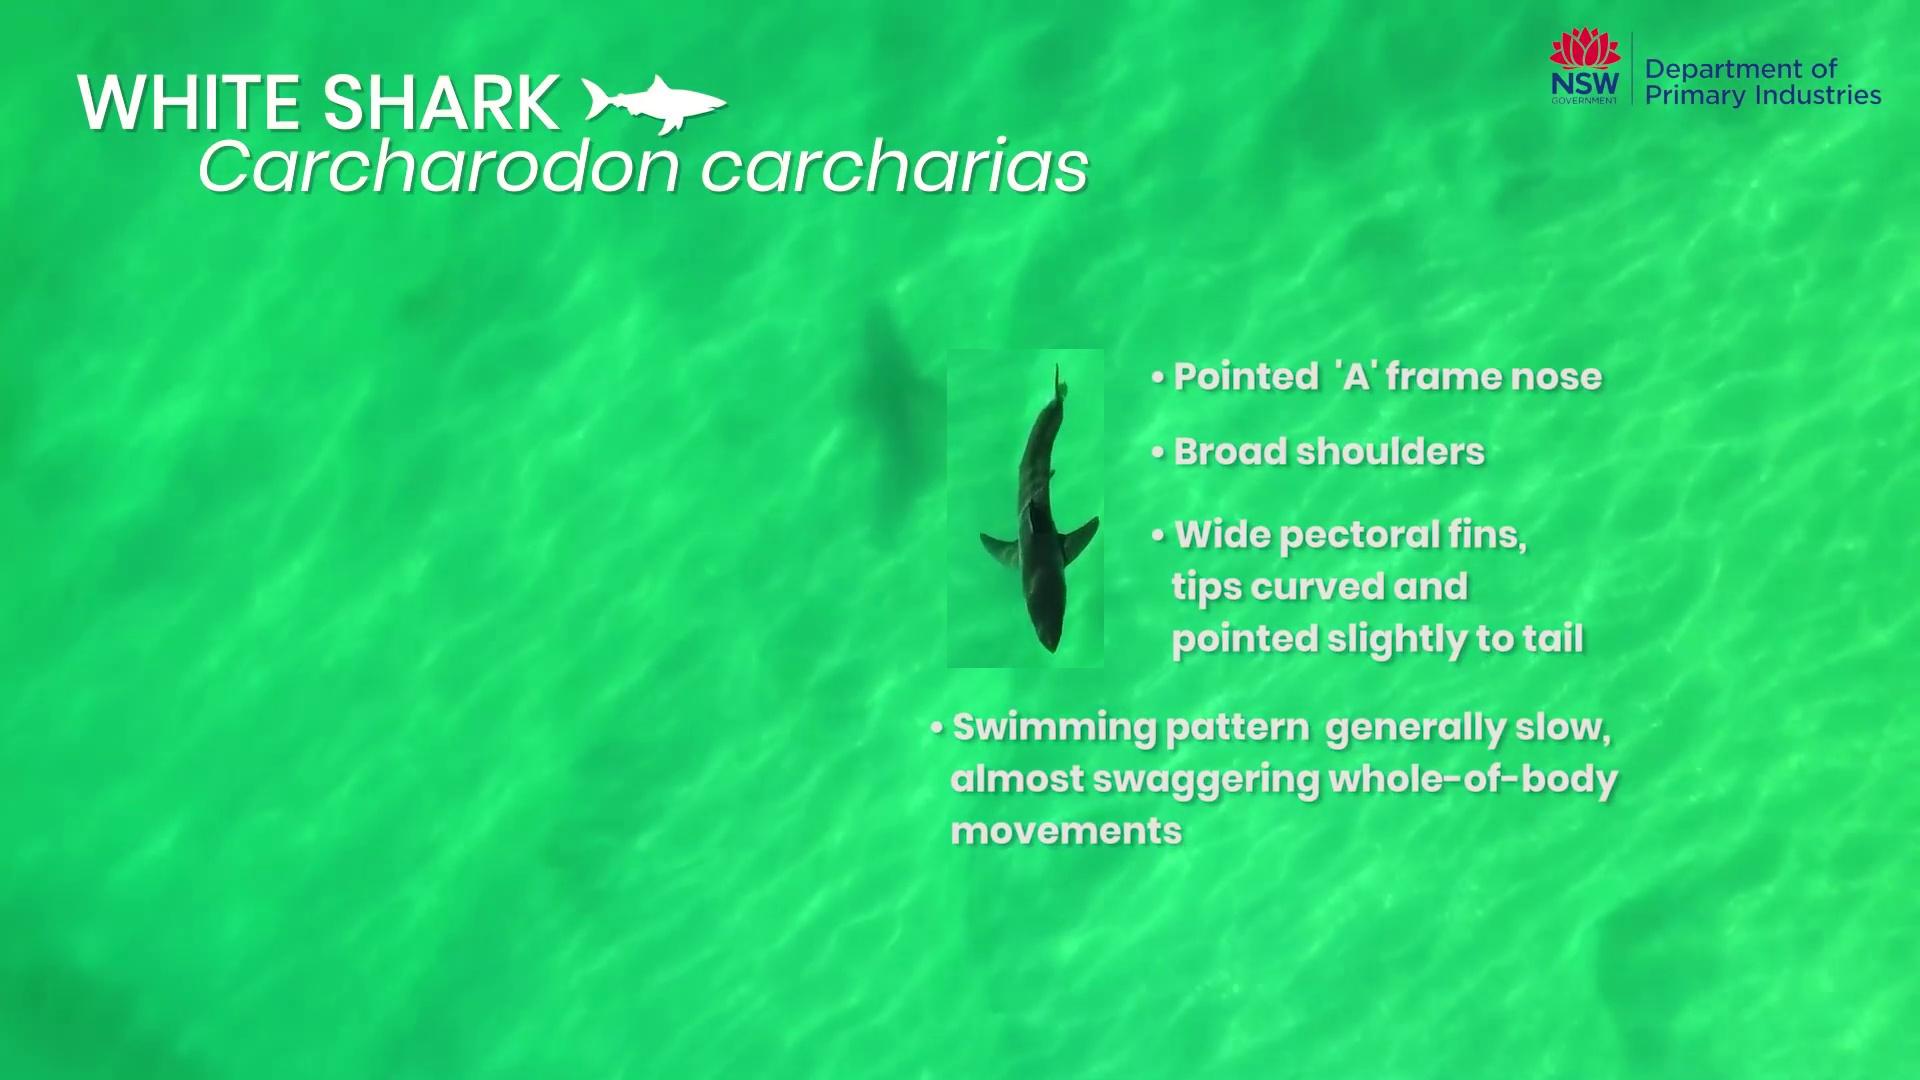 WHITE SHARK
Carcharodon carcharias
NSW
GOVERNMENT
Department of
Primary Industries
• Pointed 'A' frame nose
• Broad shoulders
• Wide pectoral fins,
tips curved and
pointed slightly to tail
• Swimming pattern generally slow,
almost swaggering whole-of-body
movements